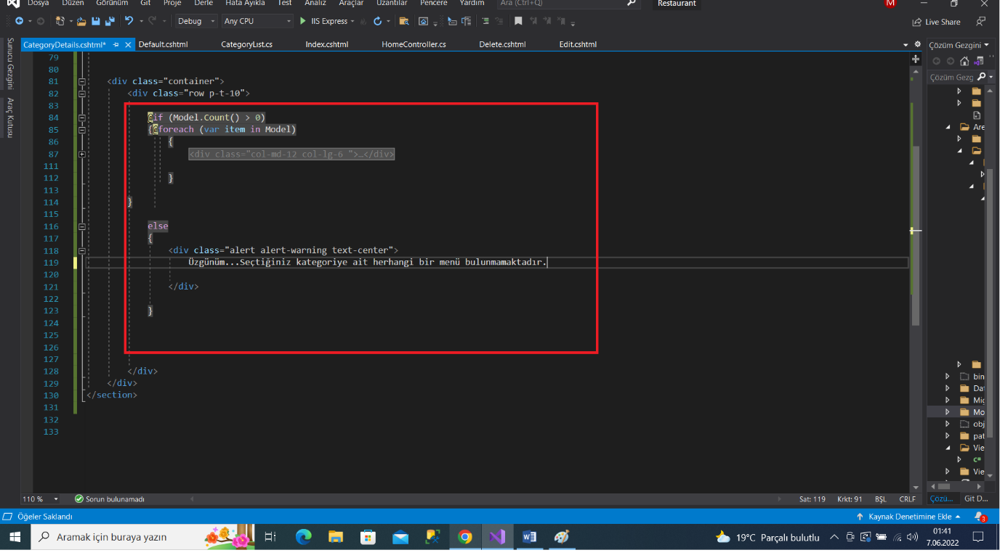 Dosya Düzen Görünüm Git Proje Derle Hata Ayıkla Test Analiz Araçlar Uzantılar Pencere Yardım Ara (Ctrl+Q) Restaurant M
Debug Any CPU IIS Express Live Share
Sunucu Gezgini
Araç Kutusu
CategoryDetails.cshtml* Default.cshtml CategoryList.cs Index.cshtml HomeController.cs Delete.cshtml Edit.cshtml
79
80
81 <div class="container">
82 <div class="row p-t-10">
83
84 @if (Model.Count() > 0)
85 {@foreach (var item in Model)
86 {
87 <div class="col-md-12 col-lg-6 ">…</div>
111
112 }
113
114 }
115
116 else
117 {
118 <div class="alert alert-warning text-center">
119 Üzgünüm...Seçtiğiniz kategoriye ait herhangi bir menü bulunmamaktadır.
120
121 </div>
122
123 }
124
125
126
127
128 </div>
129 </div>
130 </section>
131
132
133
Çözüm Gezgini
Çözüm Gezg
Are
bin
Dat
Mig
Mo
obj
pat
Vie
C#
Vie
110 % Sorun bulunamadı Sat: 119 Krkt: 91 BŞL CRLF
Çözü... Git D...
Öğeler Saklandı Kaynak Denetimine Ekle 3
Aramak için buraya yazın 19°C Parçalı bulutlu 01:41
7.06.2022